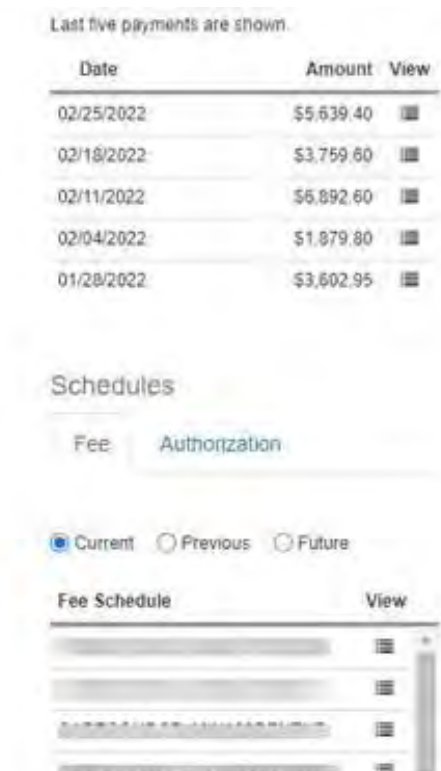 Last five payments are shown.
Date Amount View
02/25/2022 $5,639.40
02/18/2022 $3,759.60
02/11/2022 $6,892.60
02/04/2022 $1,879.80
01/28/2022 $3,602.95
Schedules
Fee Authorization
Current Previous Future
Fee Schedule View